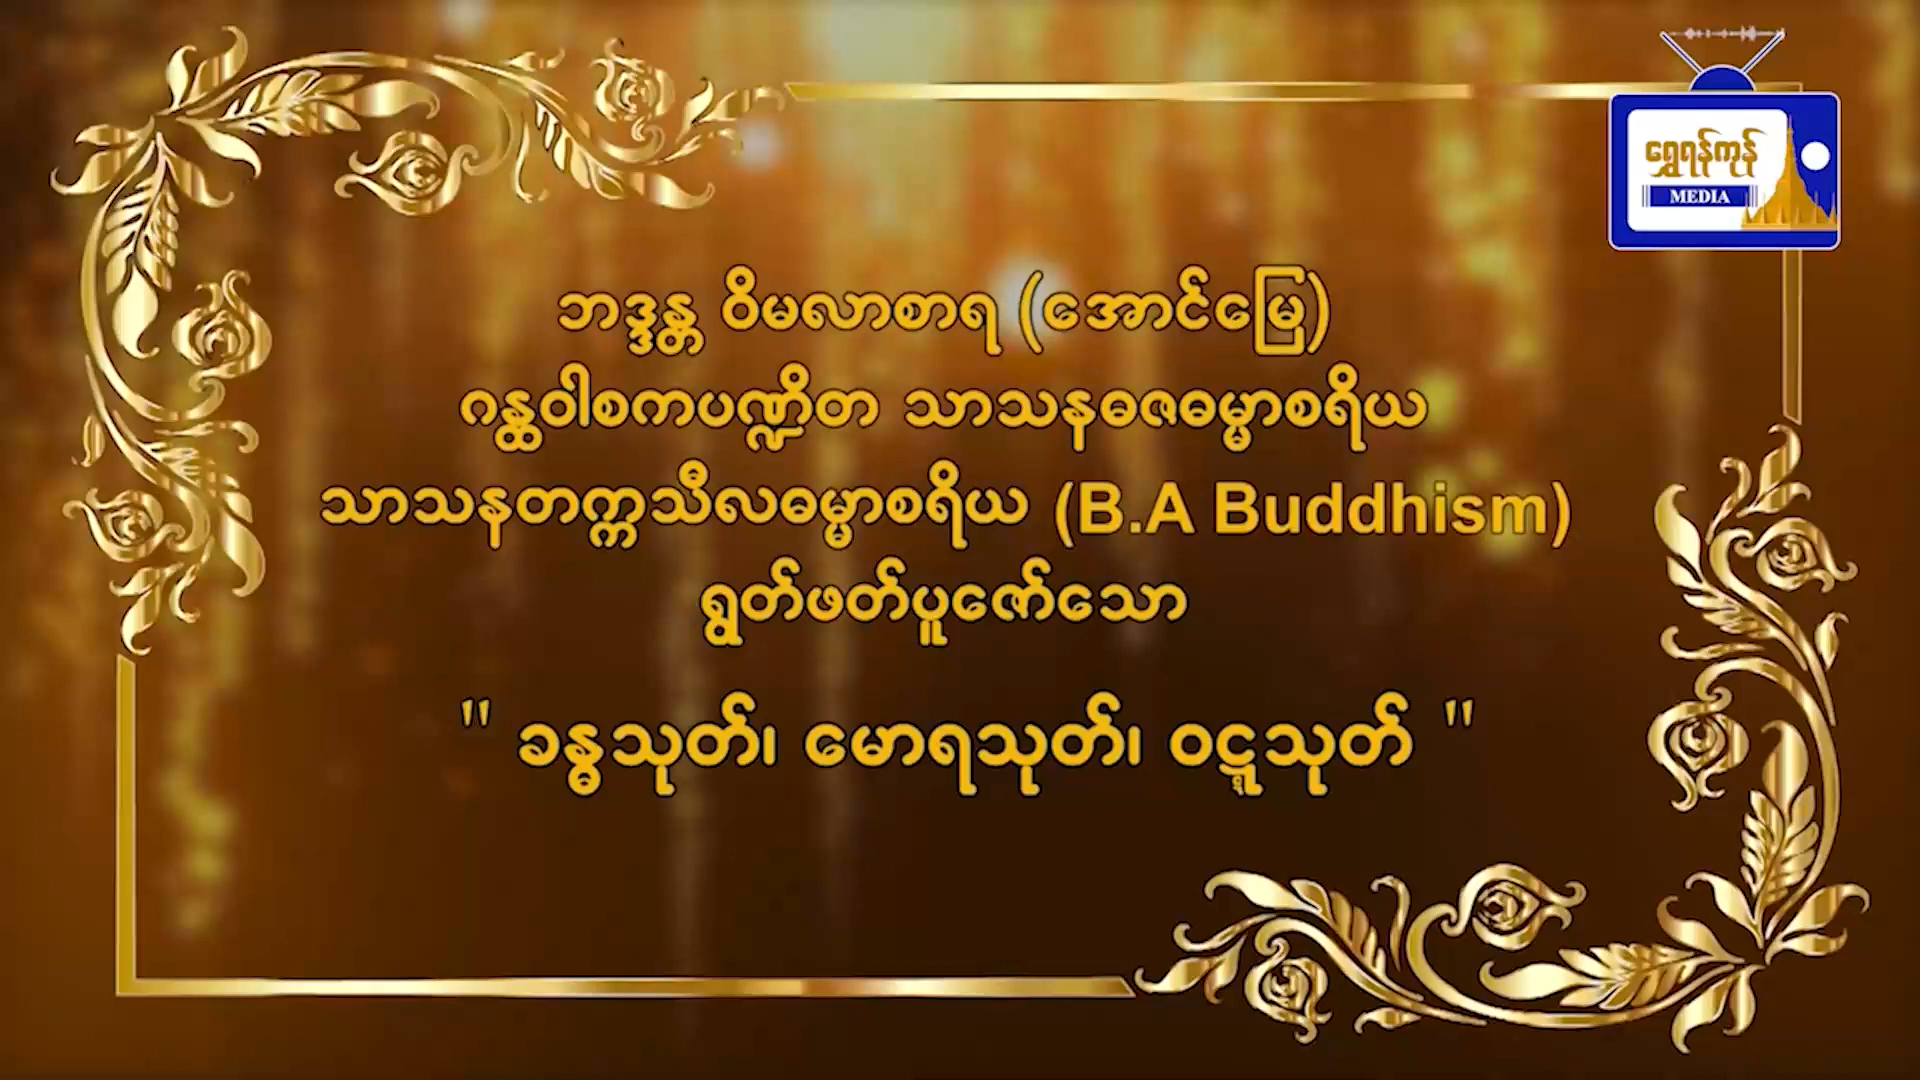 ရွှေရန်ကုန်
MEDIA
ဘဒ္ဒန္တ ဝိမလာစာရ (အောင်မြေ)
ဂန္ထဝါစကပဏ္ဍိတ သာသနဓဇဓမ္မာစရိယ
သာသနတက္ကသီလဓမ္မာစရိယ (B.A Buddhism)
ရွတ်ဖတ်ပူဇော်သော
" ခန္ဓသုတ်၊ မောရသုတ်၊ ဝဋ္ဋသုတ် "